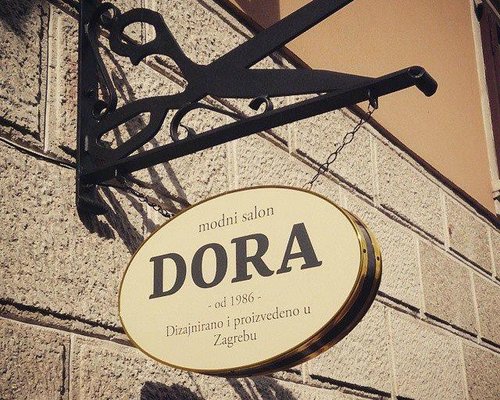 modni salon
DORA
- od 1986 -
Dizajnirano i proizvedeno u
Zagrebu